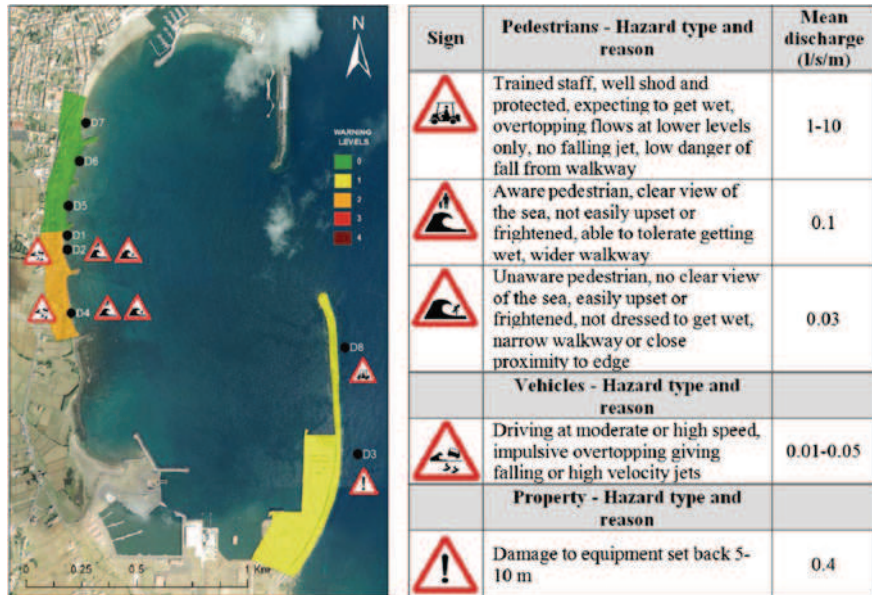 N
D7
D6
WARNING
LEVELS
0
1
2
3
4
D5
D1
D2
D4
D8
D3
0 0.25 0.5 1 Km
Sign
Pedestrians - Hazard type and
reason
Mean
discharge
(l/s/m)
Trained staff, well shod and
protected, expecting to get wet,
overtopping flows at lower levels
only, no falling jet, low danger of
fall from walkway
1-10
Aware pedestrian, clear view of
the sea, not easily upset or
frightened, able to tolerate getting
wet, wider walkway
0.1
Unaware pedestrian, no clear view
of the sea, easily upset or
frightened, not dressed to get wet,
narrow walkway or close
proximity to edge
0.03
Vehicles - Hazard type and
reason
Driving at moderate or high speed,
impulsive overtopping giving
falling or high velocity jets
0.01-0.05
Property - Hazard type and
reason
Damage to equipment set back 5-
10 m
0.4